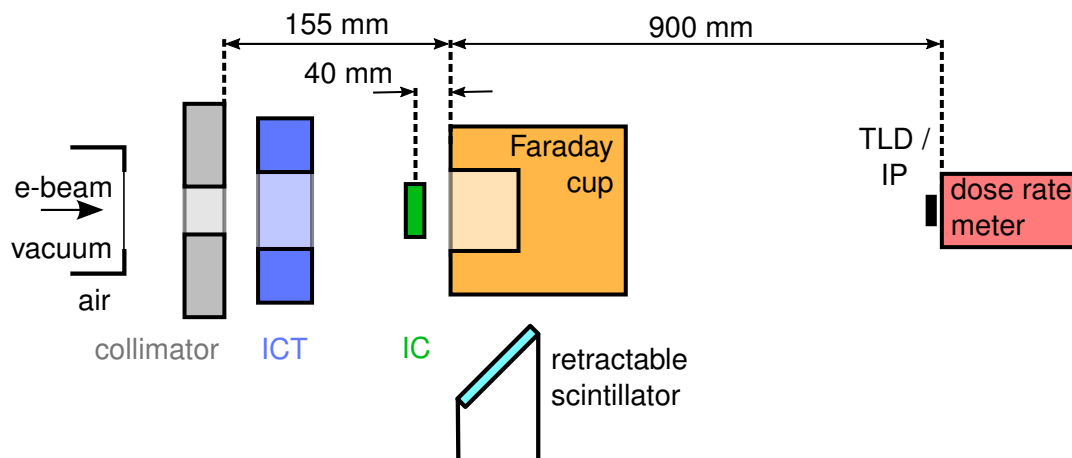 155 mm
900 mm
40 mm
e-beam
vacuum
air
Faraday
cup
TLD /
IP
dose rate
meter
collimator
ICT
IC
retractable
scintillator